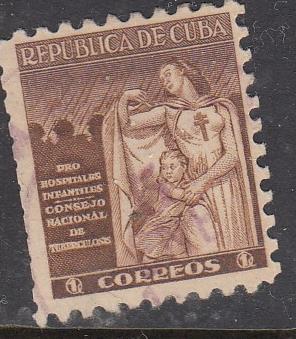 REPUBLICA DE CUBA
PRO
HOSPITALES
INFANTILES
CONSEJO
NACIONAL
DE
TUBERCULOSIS
1 1
CORREOS